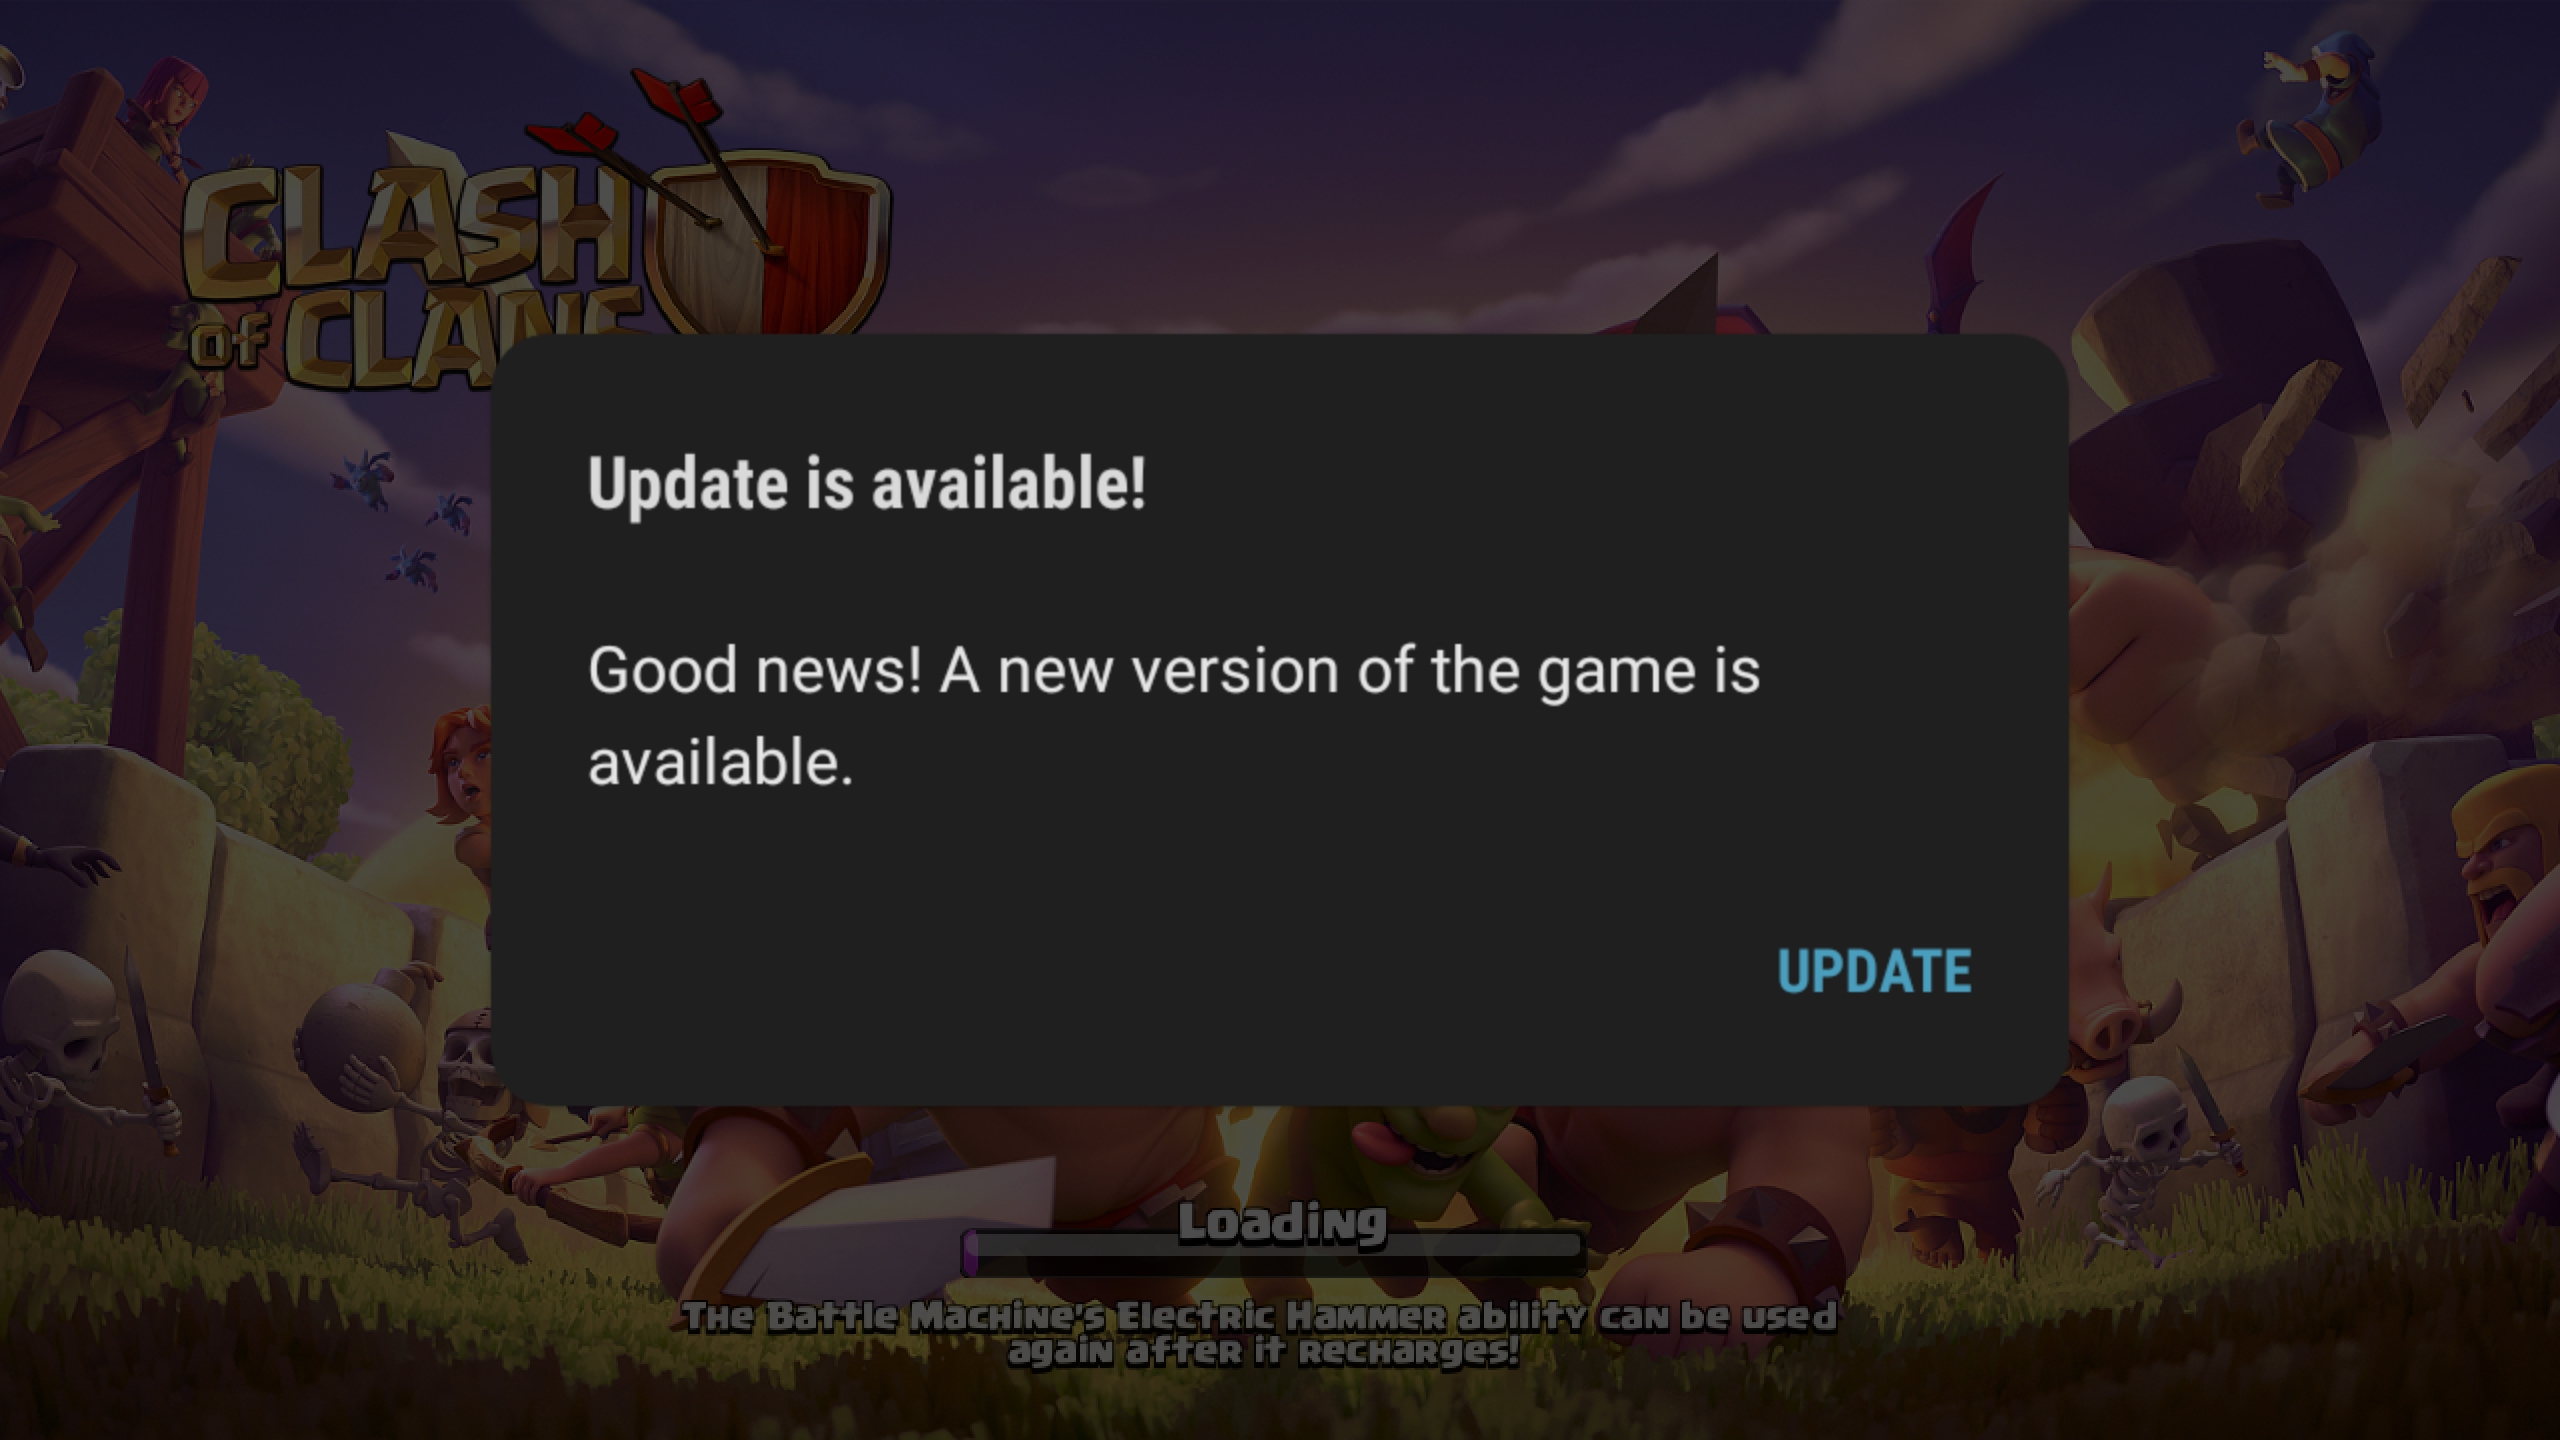 CLASH
OF CLANS
Update is available!
Good news! A new version of the game is
available.
UPDATE
Loading
The Battle Machine's Electric Hammer ability can be used
again after it recharges!